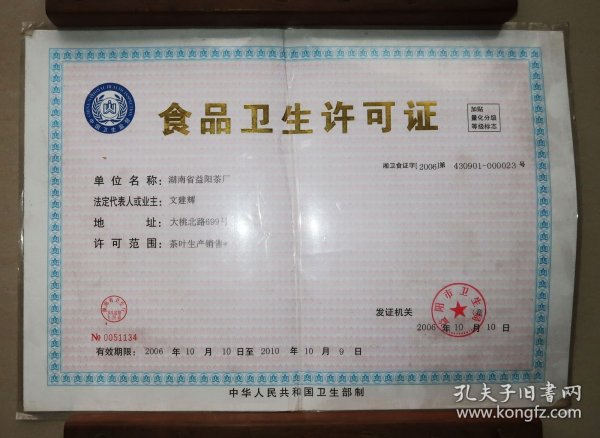 食品卫生许可证
加贴
量化分级
等级标志
湘卫食证字[2006]第 430901-000023 号
单位名称：湖南省益阳茶厂
法定代表人或业主：文建辉
地 址：大桃北路699号
许可范围：茶叶生产销售*
发证机关
益阳市卫生局
2006 年 10 月 10 日
№ 0051134
有效期限：2006 年 10 月 10 日至 2010 年 10 月 9 日
中华人民共和国卫生部制
孔夫子旧书网
www.kongfz.com